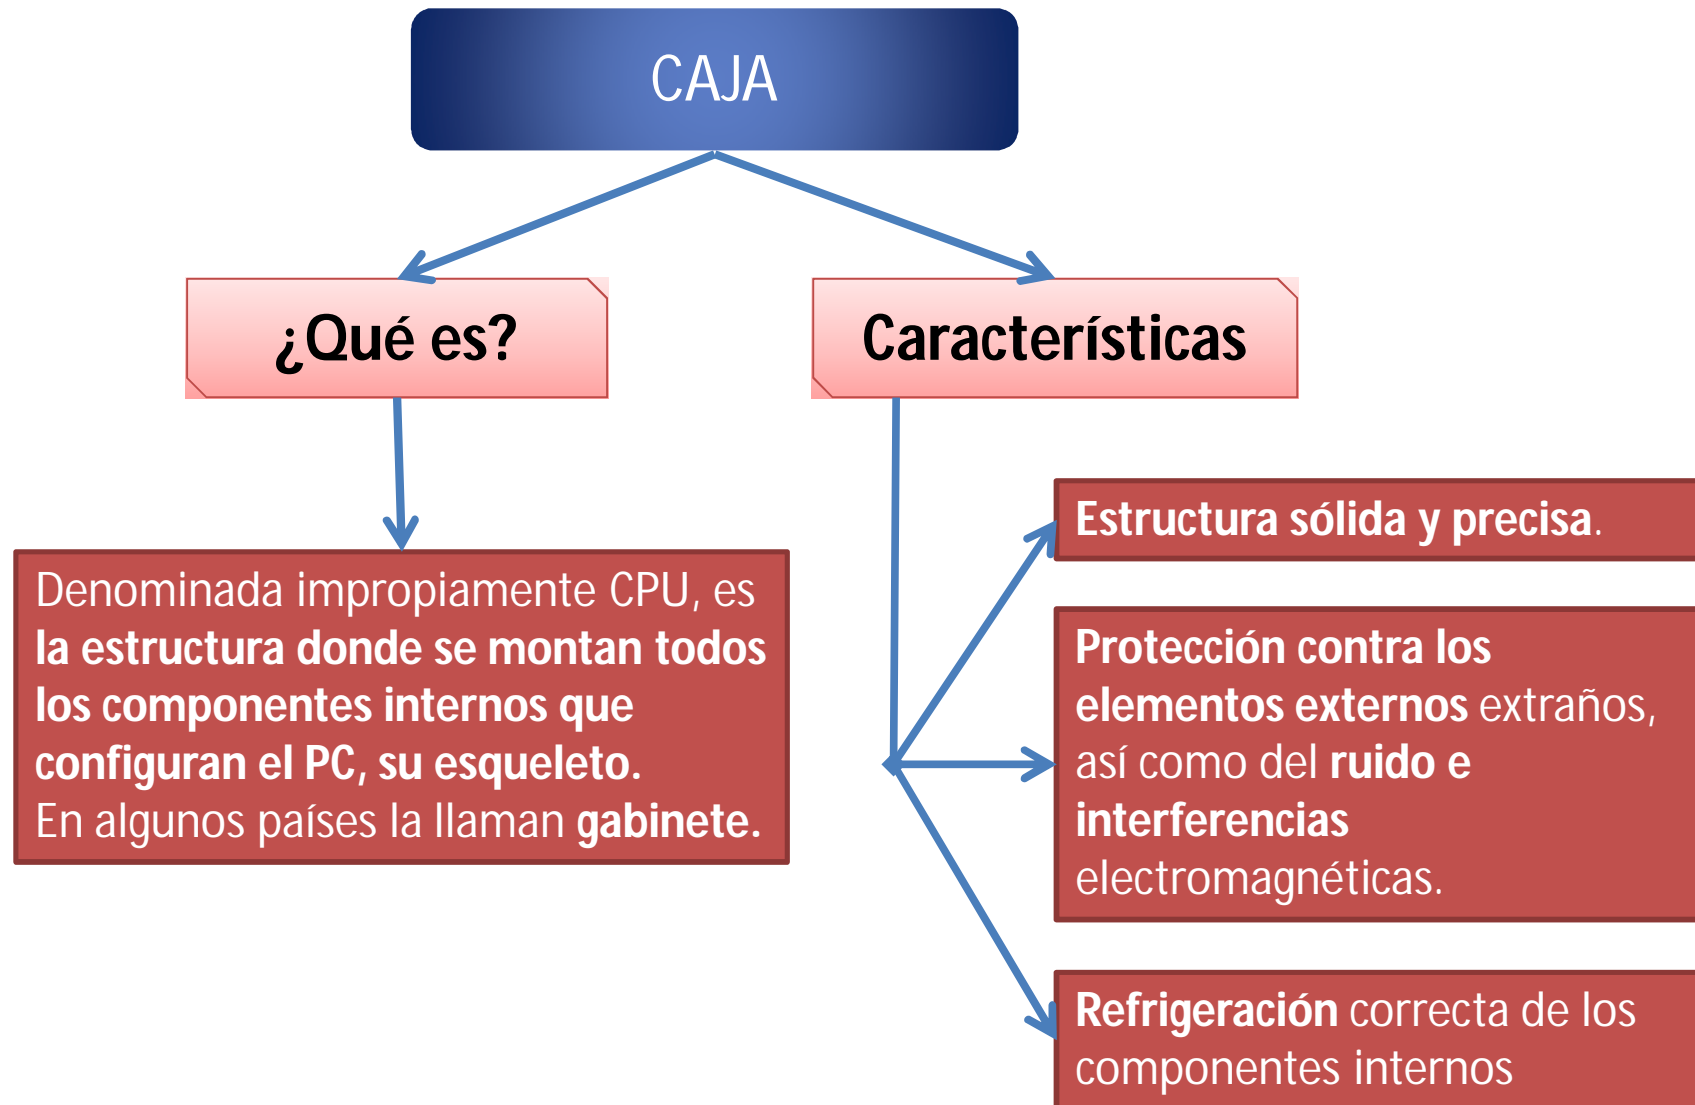 CAJA
¿Qué es?
Características
Denominada impropiamente CPU, es
la estructura donde se montan todos
los componentes internos que
configuran el PC, su esqueleto.
En algunos países la llaman gabinete.
Estructura sólida y precisa.
Protección contra los
elementos externos extraños,
así como del ruido e
interferencias
electromagnéticas.
Refrigeración correcta de los
componentes internos